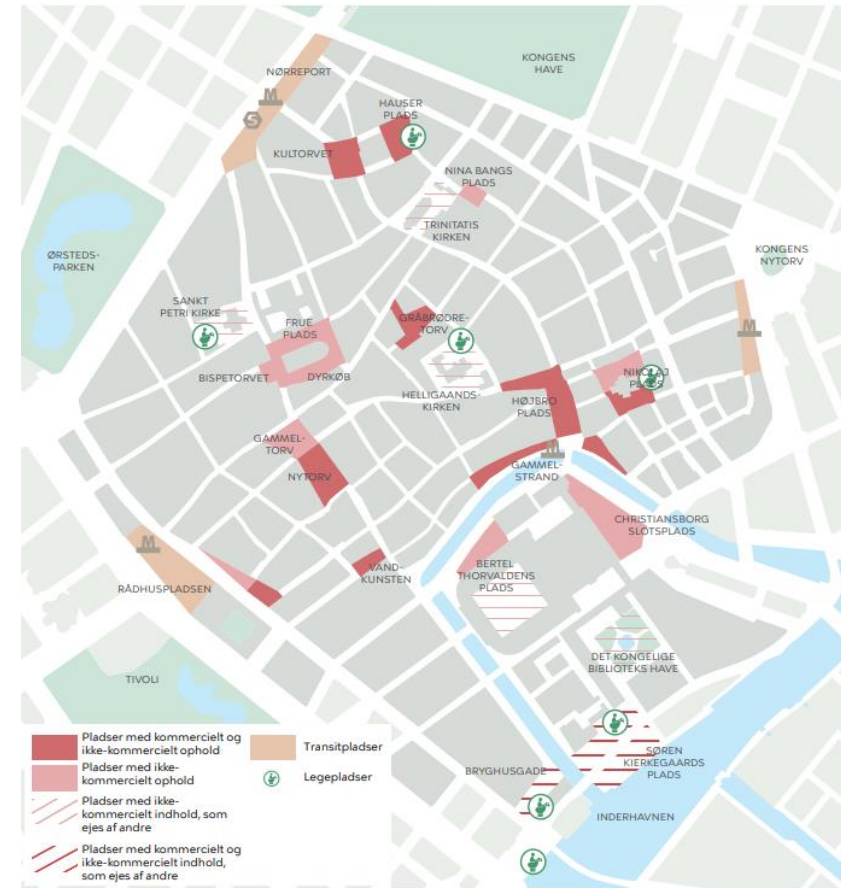 NØRREPORT
M
S
KONGENS
HAVE
HAUSER
PLADS
KULTORVET
NINA BANGS
PLADS
TRINITATIS
KIRKEN
ØRSTEDS-
PARKEN
KONGENS
NYTORV
M
SANKT
PETRI KIRKE
FRUE
PLADS
GRÅBRØDRE-
TORV
BISPETORVET
DYRKØB
HELLIGAANDS-
KIRKEN
HØJBRO
PLADS
NIKOLAJ
PLADS
GAMMEL-
TORV
NYTORV
M
GAMMEL-
STRAND
CHRISTIANSBORG
SLOTSPLADS
M
RÅDHUSPLADSEN
VAND-
KUNSTEN
BERTEL
THORVALDENS
PLADS
TIVOLI
DET KONGELIGE
BIBLIOTEKS HAVE
BRYGHUSGADE
SØREN
KIERKEGAARDS
PLADS
INDERHAVNEN
Pladser med kommercielt og
ikke-kommercielt ophold
Pladser med ikke-
kommercielt ophold
Pladser med ikke-
kommercielt indhold, som
ejes af andre
Pladser med kommercielt og
ikke-kommercielt indhold,
som ejes af andre
Transitpladser
Legepladser